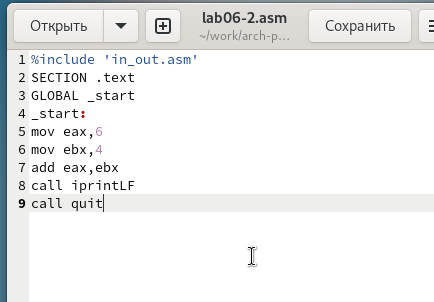 Открыть
lab06-2.asm
~/work/arch-p...
Сохранить
1 %include 'in_out.asm'
2 SECTION .text
3 GLOBAL _start
4 _start:
5 mov eax,6
6 mov ebx,4
7 add eax,ebx
8 call iprintLF
9 call quit